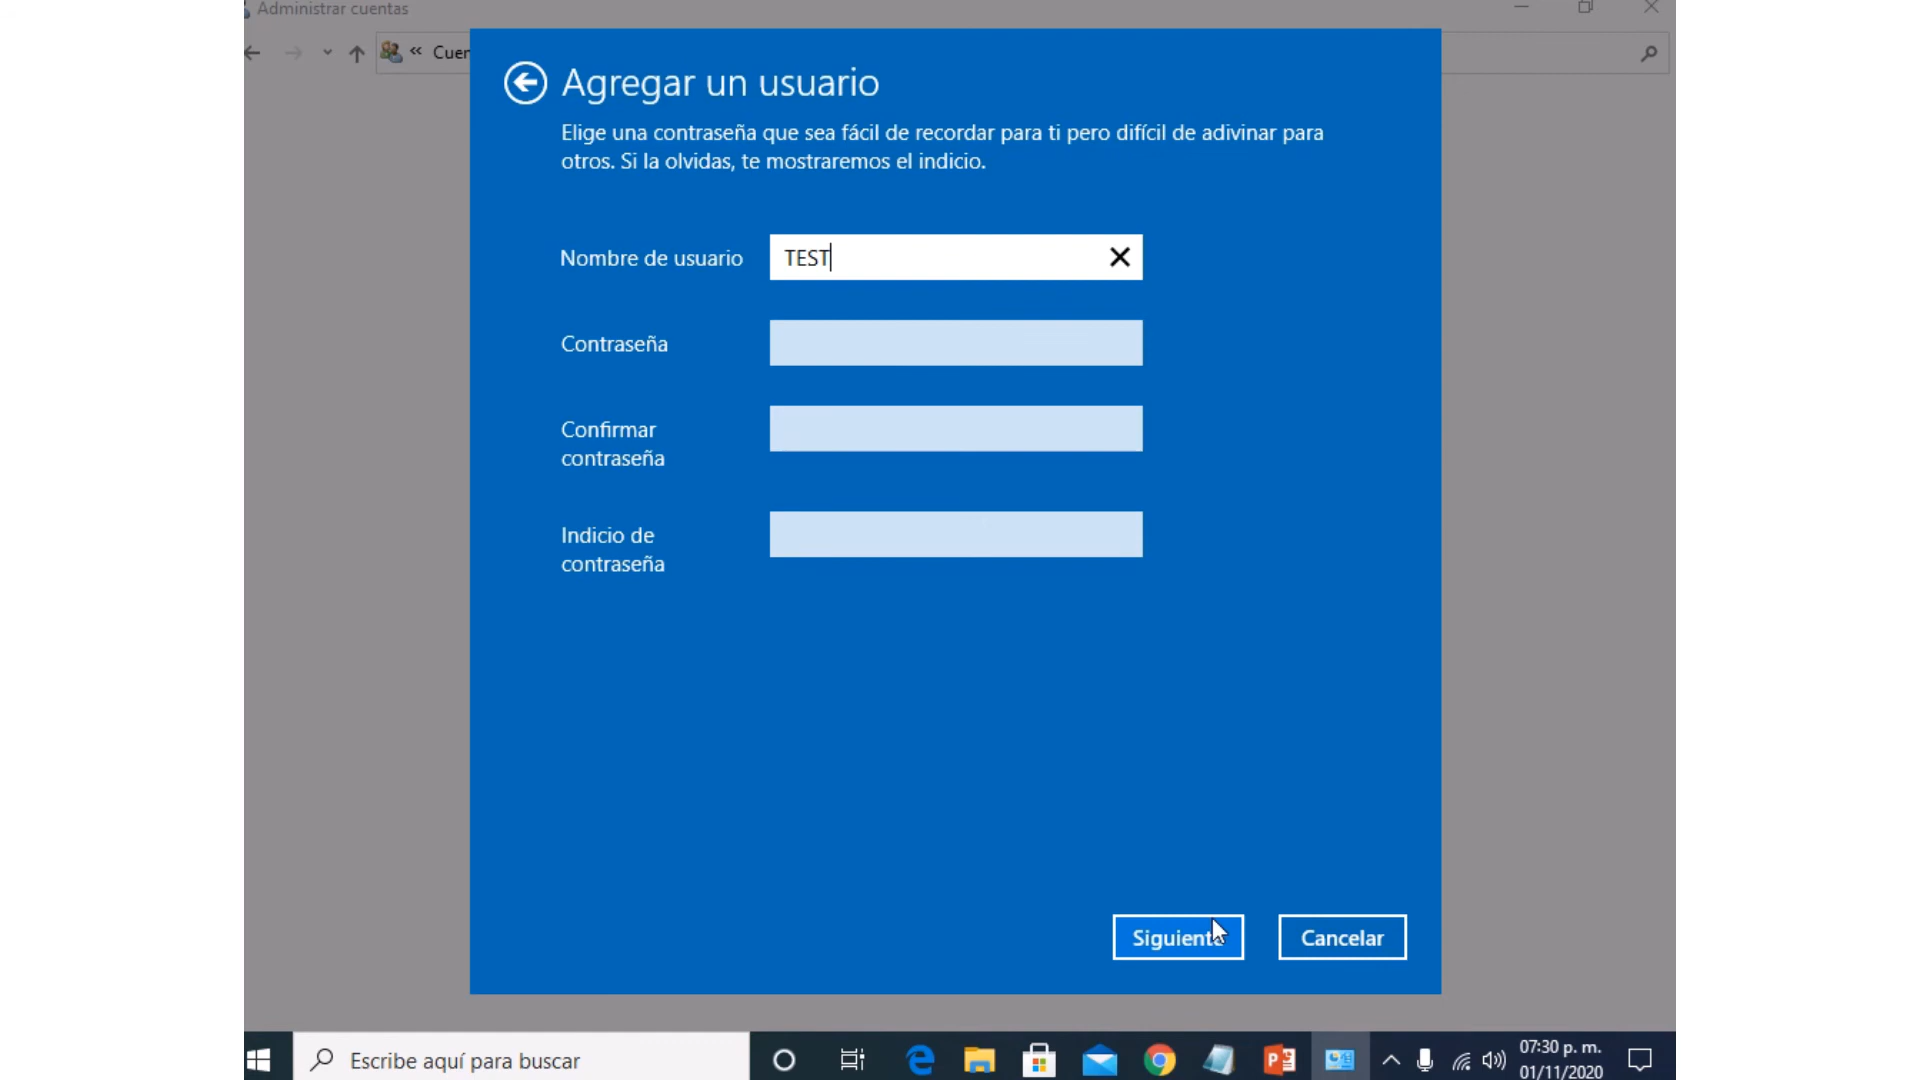 Administrar cuentas
« Cuen
Agregar un usuario
Elige una contraseña que sea fácil de recordar para ti pero difícil de adivinar para
otros. Si la olvidas, te mostraremos el indicio.
Nombre de usuario
TEST
Contraseña
Confirmar
contraseña
Indicio de
contraseña
Siguiente
Cancelar
Escribe aquí para buscar
07:30 p. m.
01/11/2020